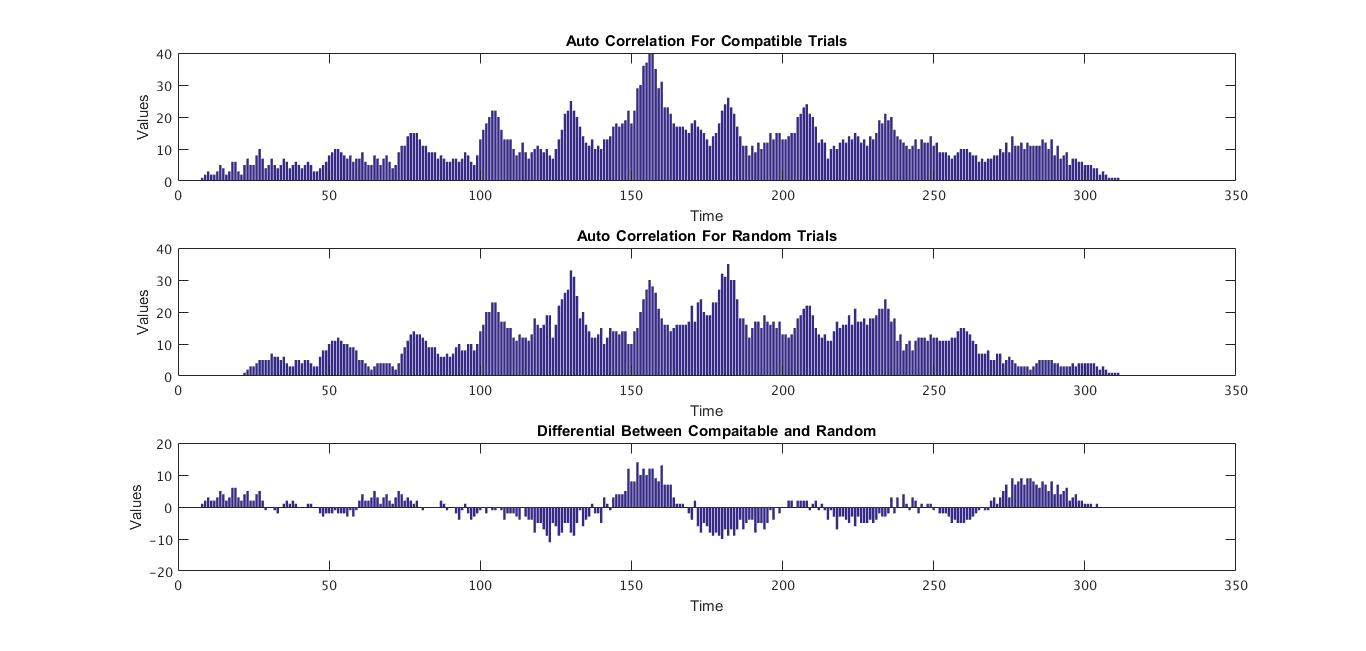 Auto Correlation For Compatible Trials
40
30
20
10
0
Values
0 50 100 150 200 250 300 350
Time
Auto Correlation For Random Trials
40
30
20
10
0
Values
0 50 100 150 200 250 300 350
Time
Differential Between Compaitable and Random
20
10
0
-10
-20
Values
0 50 100 150 200 250 300 350
Time